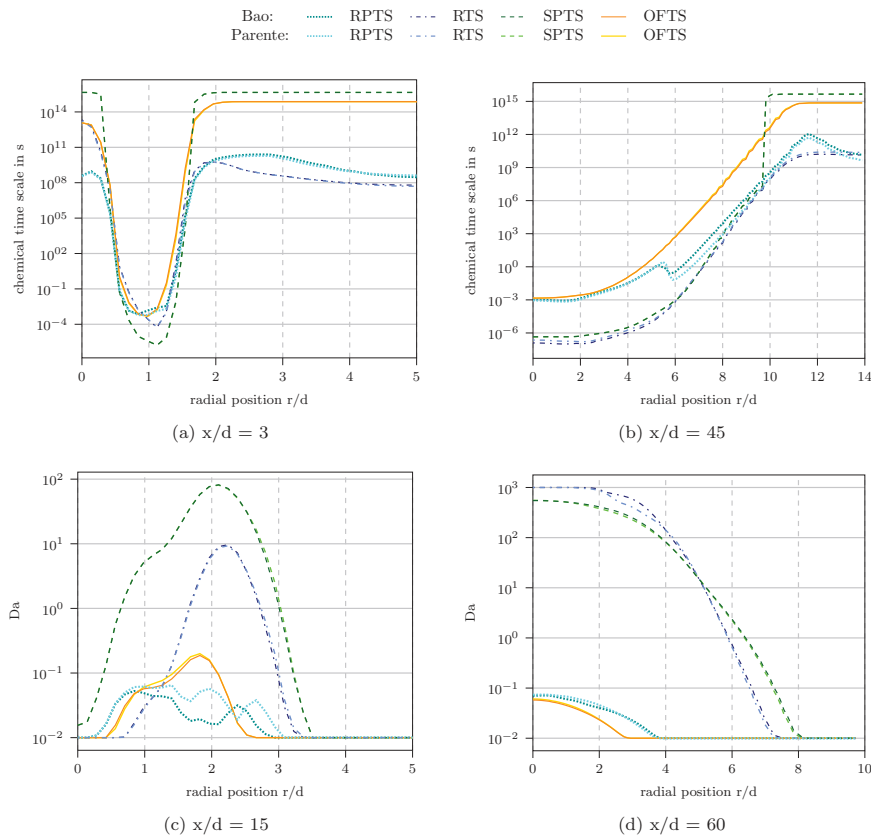 Bao: RPTS RTS SPTS OFTS
Parente: RPTS RTS SPTS OFTS
chemical time scale in s
10^14
10^11
10^08
10^05
10^02
10^−1
10^−4
0 1 2 3 4 5
radial position r/d
(a) x/d = 3
chemical time scale in s
10^15
10^12
10^9
10^6
10^3
10^0
10^−3
10^−6
0 2 4 6 8 10 12 14
radial position r/d
(b) x/d = 45
Da
10^2
10^1
10^0
10^−1
10^−2
0 1 2 3 4 5
radial position r/d
(c) x/d = 15
Da
10^3
10^2
10^1
10^0
10^−1
10^−2
0 2 4 6 8 10
radial position r/d
(d) x/d = 60